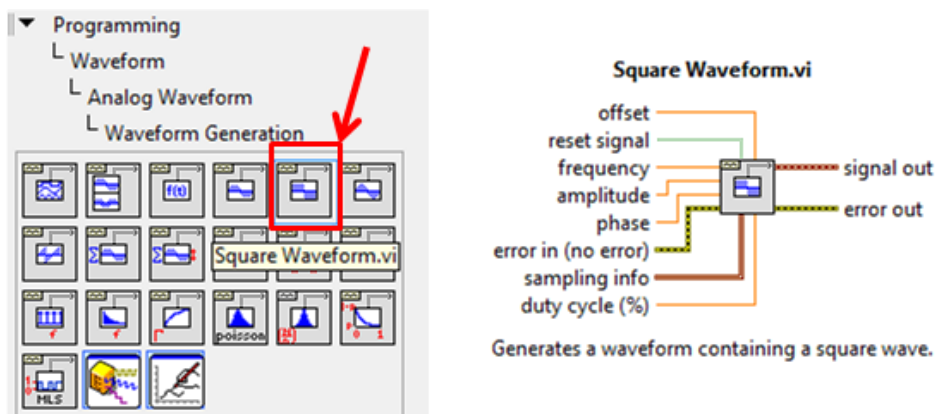 Programming
Waveform
Analog Waveform
Waveform Generation
f(t)
Σ
Σ
Square Waveform.vi
f
f
Γ
poisson
MLS
Square Waveform.vi
offset
reset signal
frequency
amplitude
phase
error in (no error)
sampling info
duty cycle (%)
signal out
error out
Generates a waveform containing a square wave.